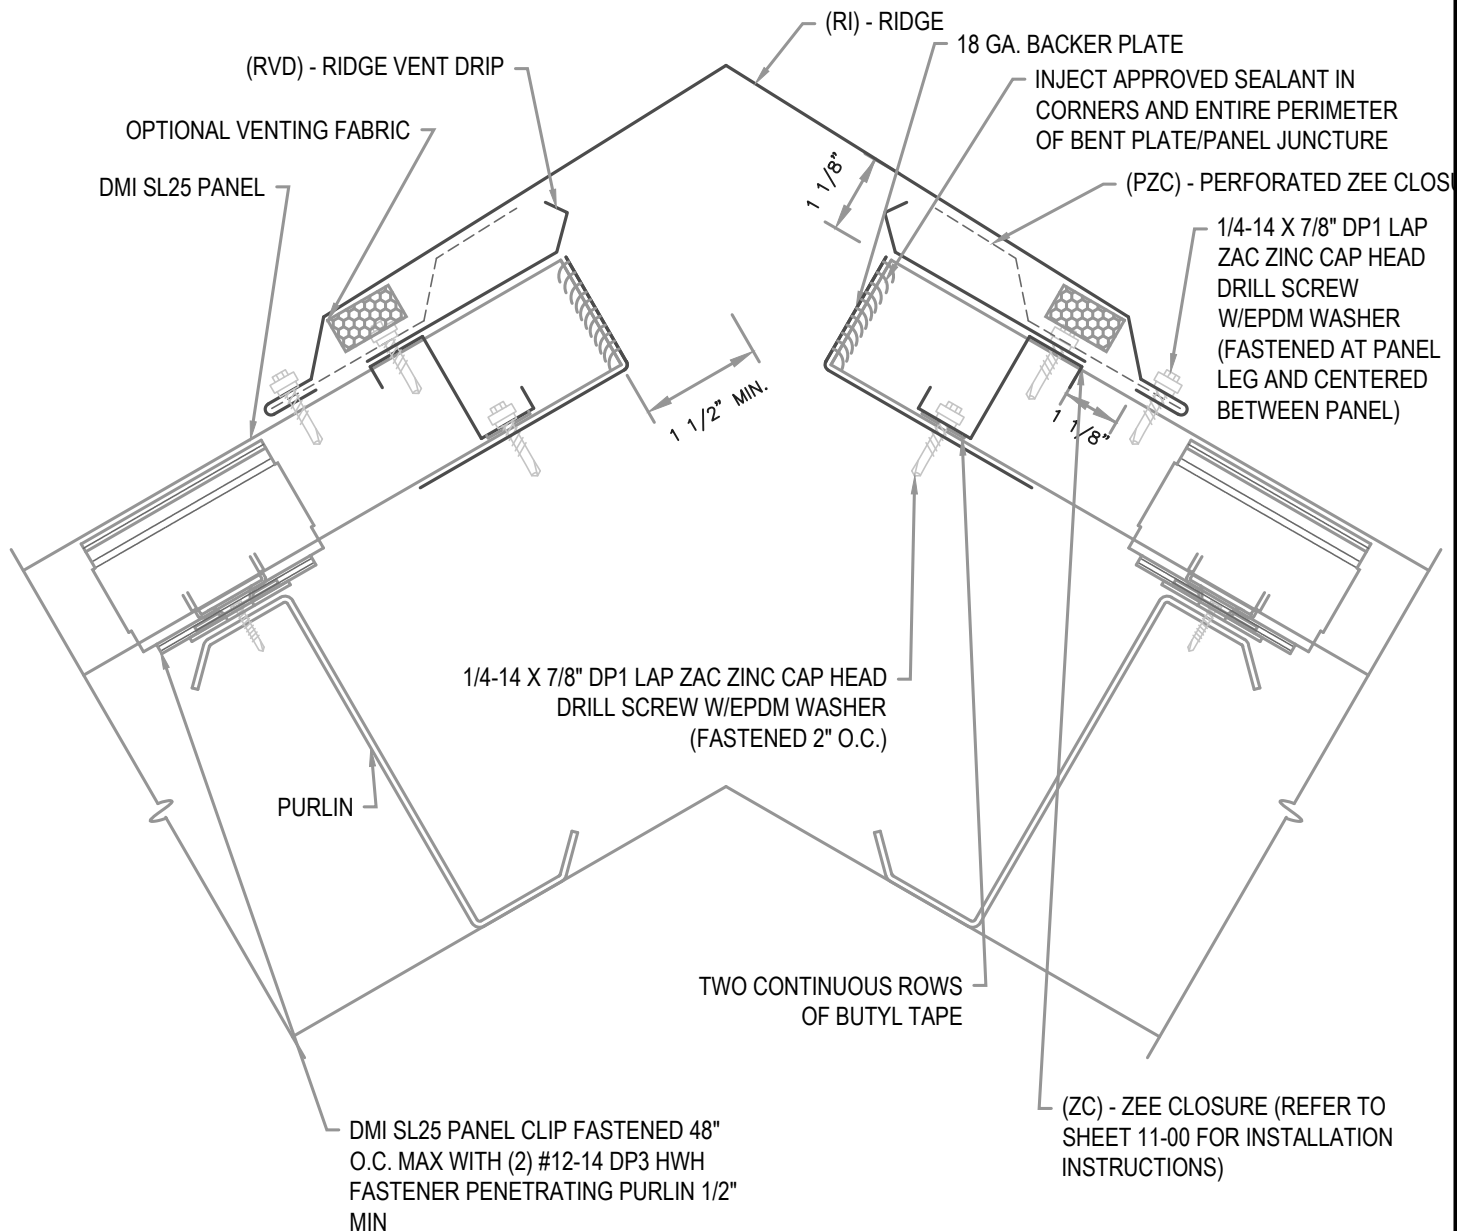 (RI) - RIDGE
18 GA. BACKER PLATE
(RVD) - RIDGE VENT DRIP
INJECT APPROVED SEALANT IN
CORNERS AND ENTIRE PERIMETER
OF BENT PLATE/PANEL JUNCTURE
OPTIONAL VENTING FABRIC
DMI SL25 PANEL
(PZC) - PERFORATED ZEE CLOSU
1 1/8"
1/4-14 X 7/8" DP1 LAP
ZAC ZINC CAP HEAD
DRILL SCREW
W/EPDM WASHER
(FASTENED AT PANEL
LEG AND CENTERED
BETWEEN PANEL)
1 1/2" MIN.
1 1/8"
1/4-14 X 7/8" DP1 LAP ZAC ZINC CAP HEAD
DRILL SCREW W/EPDM WASHER
(FASTENED 2" O.C.)
PURLIN
TWO CONTINUOUS ROWS
OF BUTYL TAPE
(ZC) - ZEE CLOSURE (REFER TO
SHEET 11-00 FOR INSTALLATION
INSTRUCTIONS)
DMI SL25 PANEL CLIP FASTENED 48"
O.C. MAX WITH (2) #12-14 DP3 HWH
FASTENER PENETRATING PURLIN 1/2"
MIN